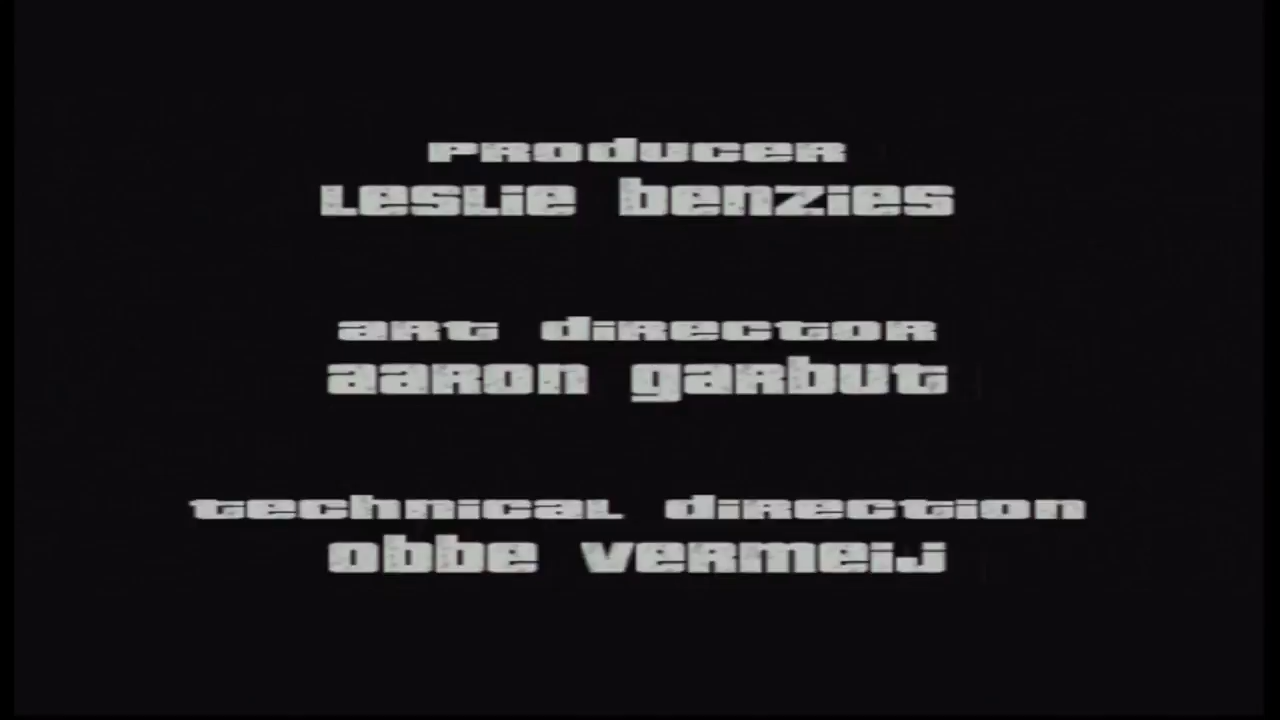 PRODUCER
LESLIE BENZIES
ART DIRECTOR
AARON GARBUT
TECHNICAL DIRECTION
OBBE VERMEIJ